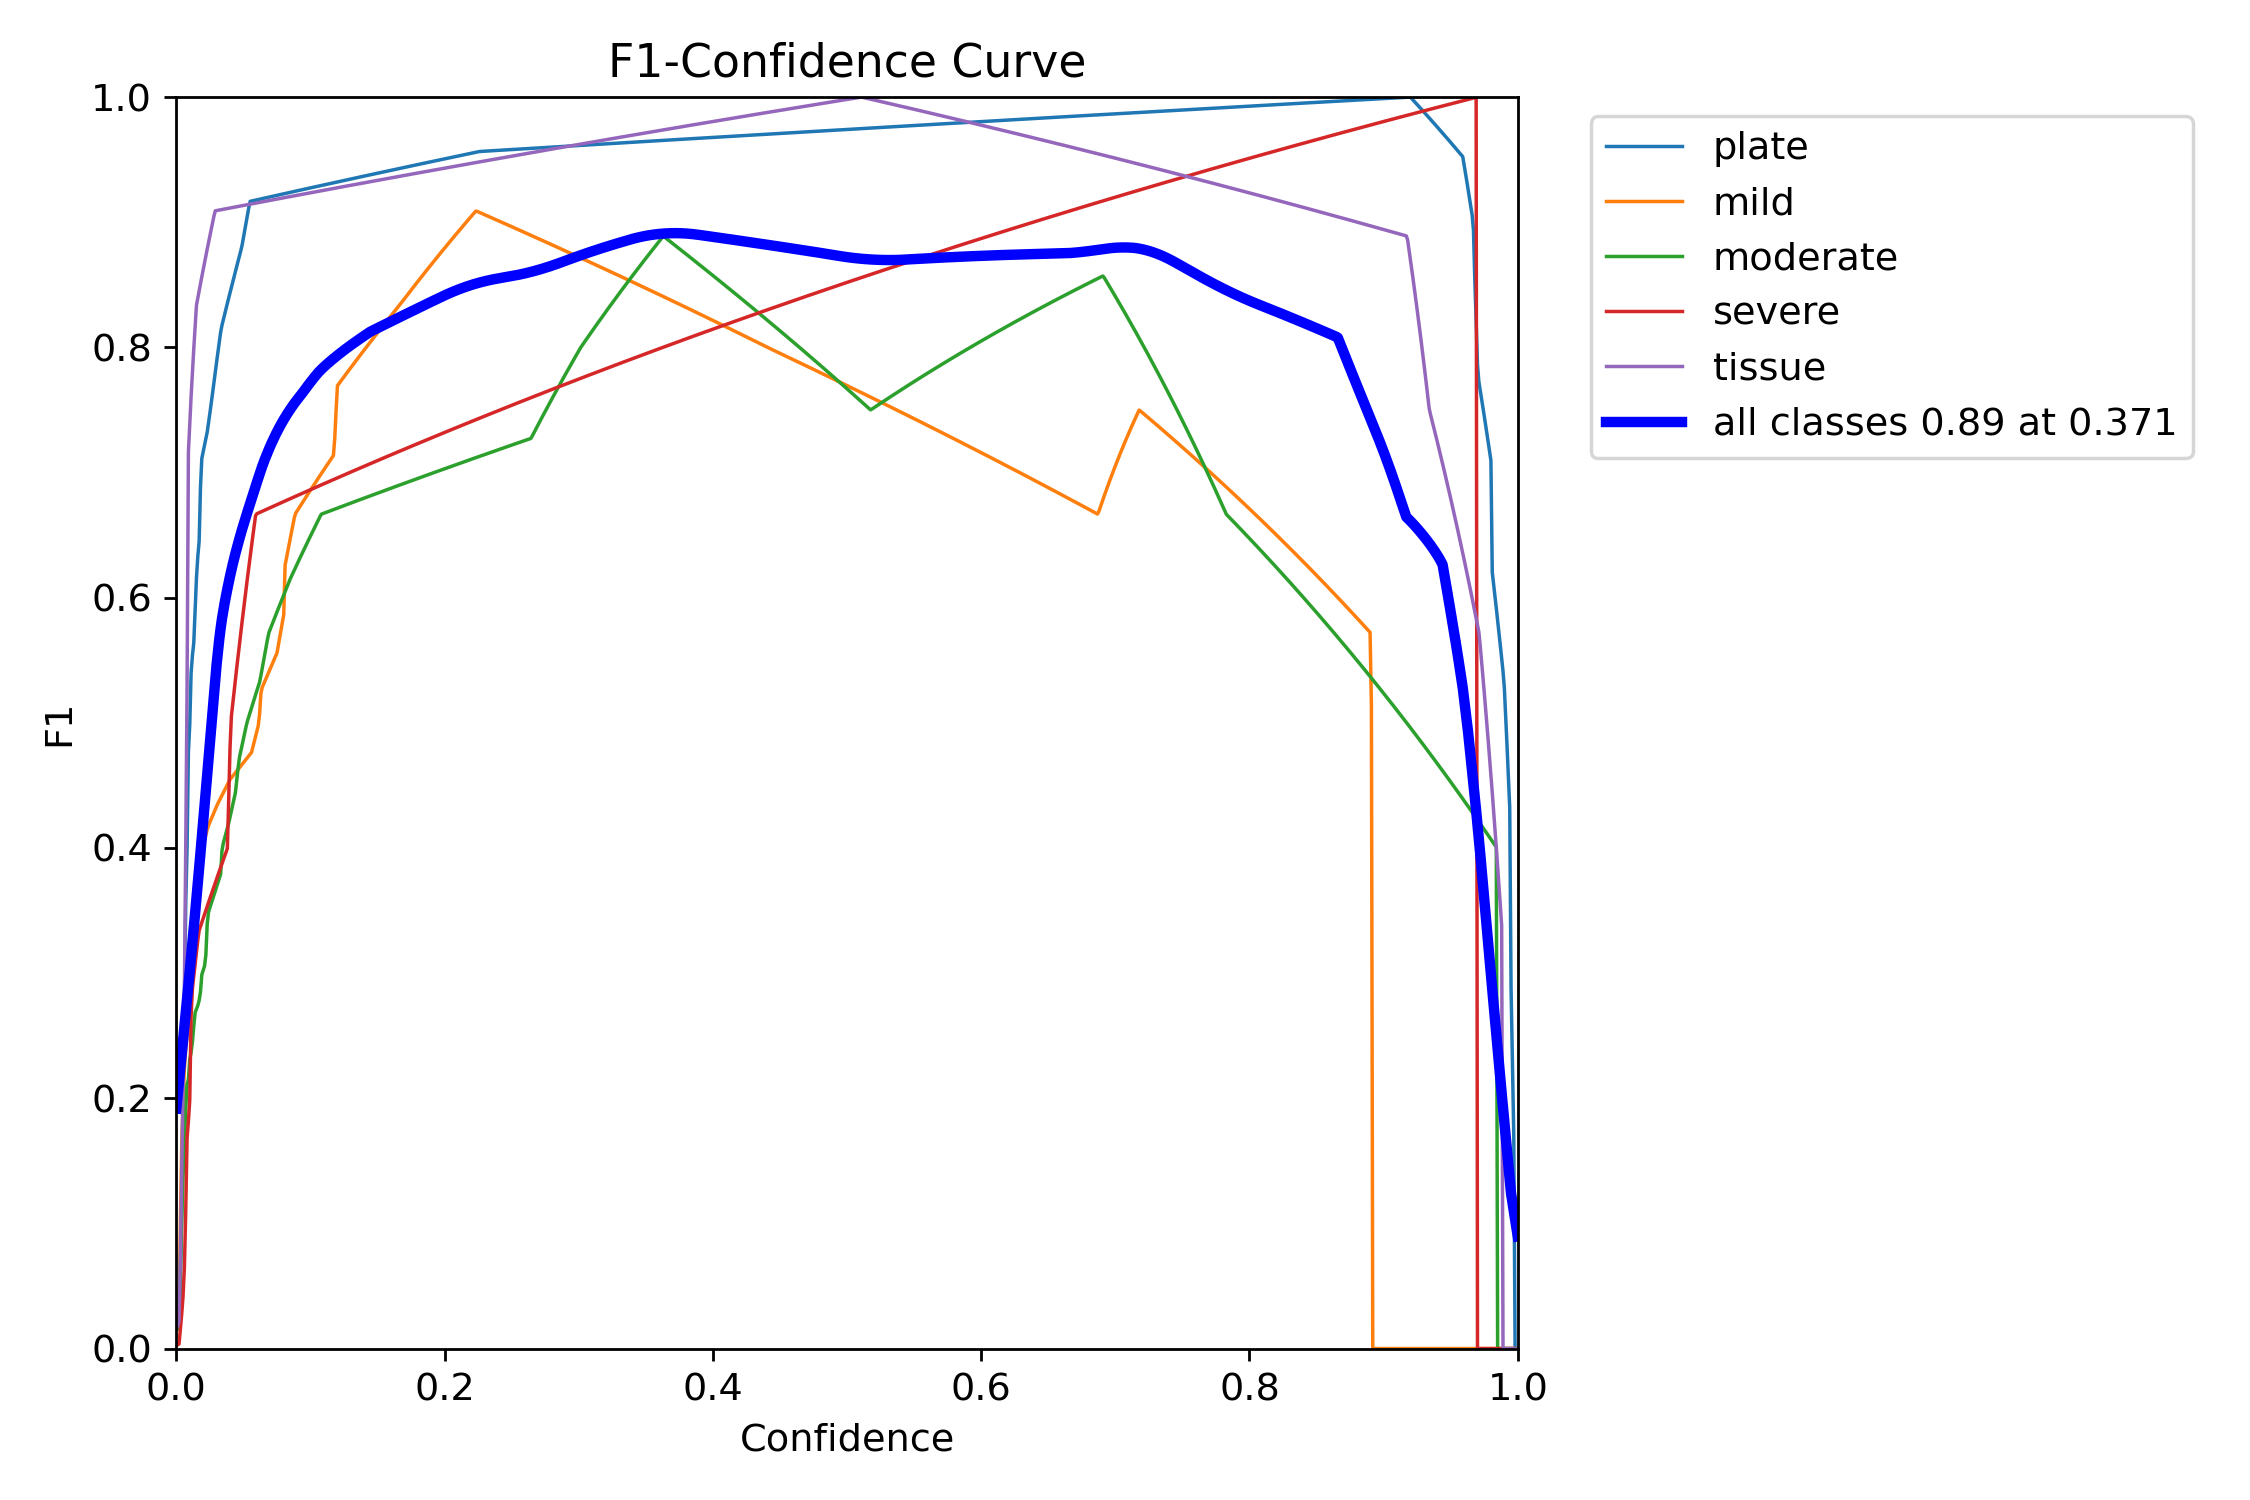 F1-Confidence Curve
1.0
0.8
0.6
0.4
0.2
0.0
F1
0.0 0.2 0.4 0.6 0.8 1.0
Confidence
plate
mild
moderate
severe
tissue
all classes 0.89 at 0.371